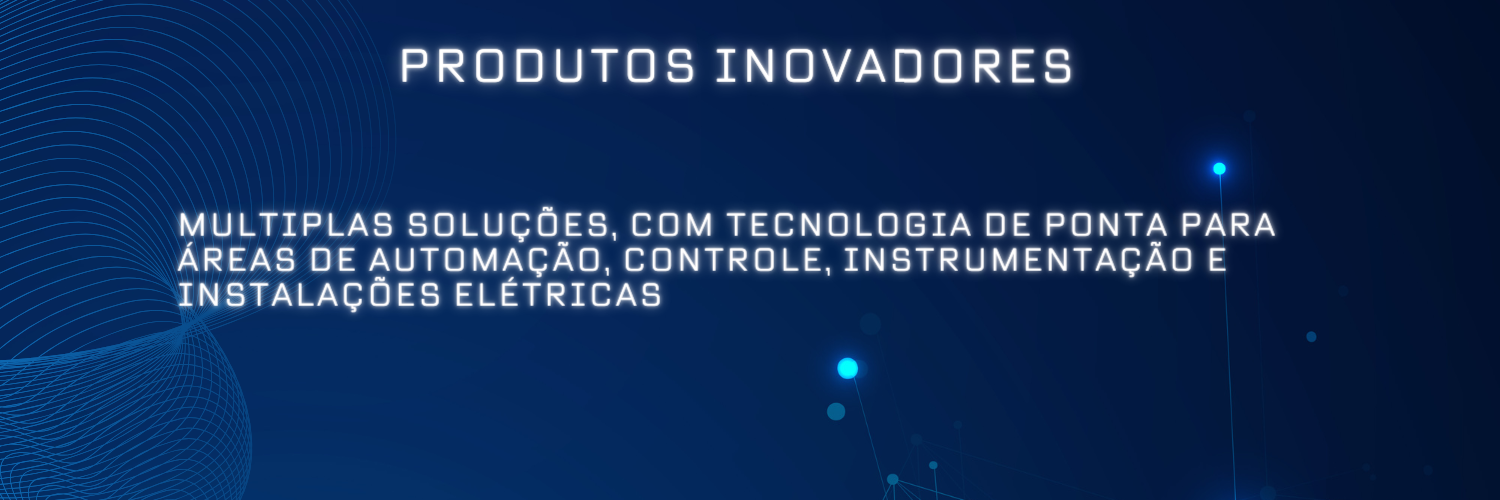 PRODUTOS INOVADORES
MULTIPLAS SOLUÇÕES, COM TECNOLOGIA DE PONTA PARA
ÁREAS DE AUTOMAÇÃO, CONTROLE, INSTRUMENTAÇÃO E
INSTALAÇÕES ELÉTRICAS